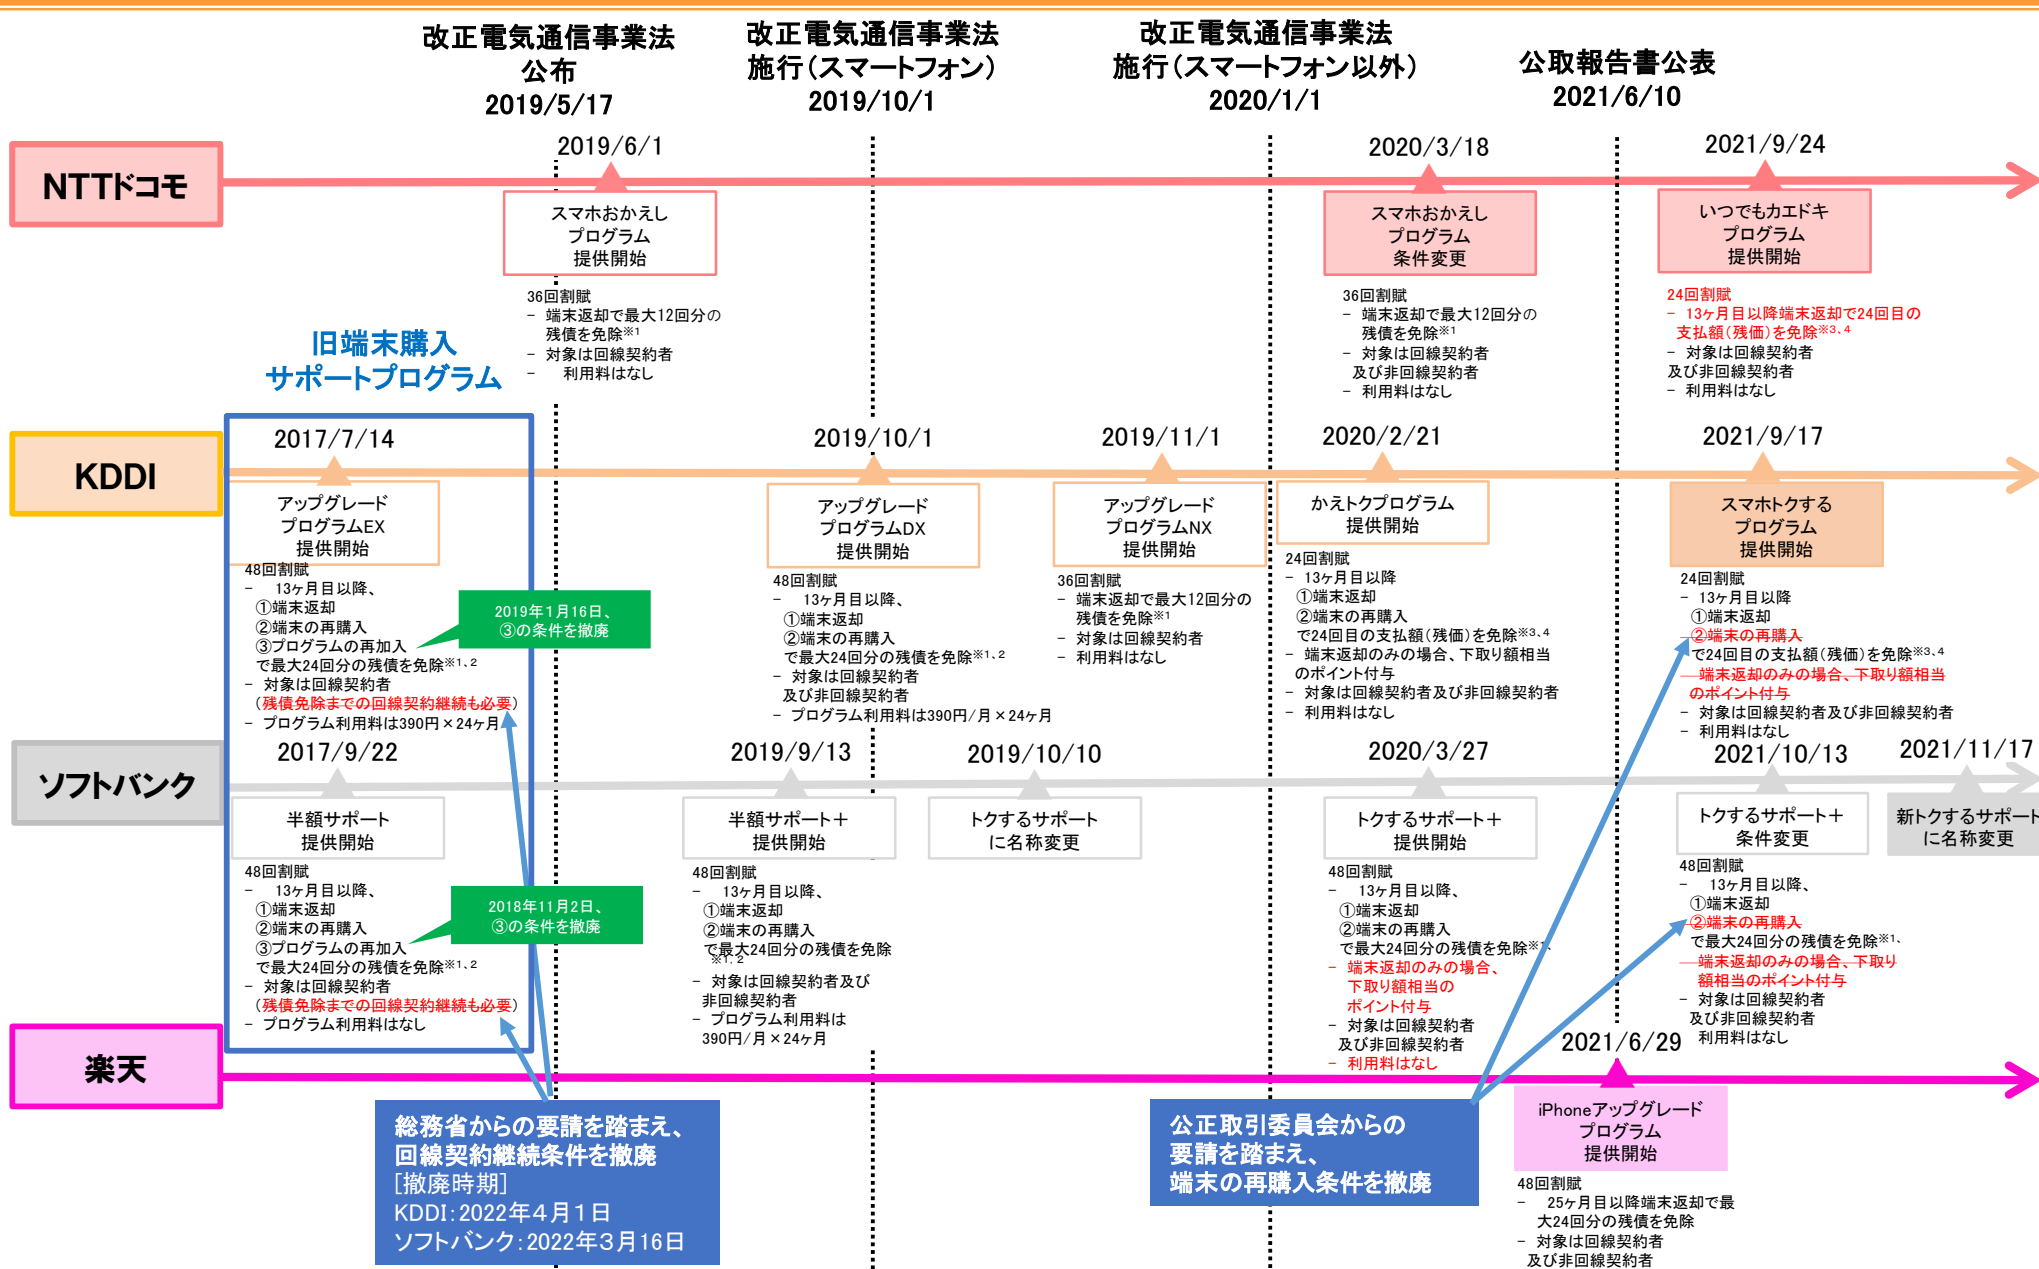 改正電気通信事業法
公布
2019/5/17
改正電気通信事業法
施行（スマートフォン）
2019/10/1
改正電気通信事業法
施行（スマートフォン以外）
2020/1/1
公取報告書公表
2021/6/10
NTTドコモ
2019/6/1
スマホおかえし
プログラム
提供開始
36回割賦
- 端末返却で最大12回分の
残債を免除※1
- 対象は回線契約者
- 利用料はなし
2020/3/18
スマホおかえし
プログラム
条件変更
36回割賦
- 端末返却で最大12回分の
残債を免除※1
- 対象は回線契約者
及び非回線契約者
- 利用料はなし
2021/9/24
いつでもカエドキ
プログラム
提供開始
24回割賦
- 13ヶ月目以降端末返却で24回目の
支払額（残価）を免除※3、4
- 対象は回線契約者
及び非回線契約者
- 利用料はなし
旧端末購入
サポートプログラム
KDDI
2017/7/14
アップグレード
プログラムEX
提供開始
48回割賦
- 13ヶ月目以降、
①端末返却
②端末の再購入
③プログラムの再加入
で最大24回分の残債を免除※1、2
- 対象は回線契約者
（残債免除までの回線契約継続も必要）
- プログラム利用料は390円×24ヶ月
2019年1月16日、
③の条件を撤廃
2019/10/1
アップグレード
プログラムDX
提供開始
48回割賦
- 13ヶ月目以降、
①端末返却
②端末の再購入
で最大24回分の残債を免除※1、2
- 対象は回線契約者
及び非回線契約者
- プログラム利用料は390円/月×24ヶ月
2019/11/1
アップグレード
プログラムNX
提供開始
36回割賦
- 端末返却で最大12回分の
残債を免除※1
- 対象は回線契約者
- 利用料はなし
2020/2/21
かえトクプログラム
提供開始
24回割賦
- 13ヶ月目以降
①端末返却
②端末の再購入
で24回目の支払額（残価）を免除※3、4
- 端末返却のみの場合、下取り額相当
のポイント付与
- 対象は回線契約者及び非回線契約者
- 利用料はなし
2021/9/17
スマホトクする
プログラム
提供開始
24回割賦
- 13ヶ月目以降
①端末返却
②端末の再購入
で24回目の支払額（残価）を免除※3、4
- 端末返却のみの場合、下取り額相当
のポイント付与
- 対象は回線契約者及び非回線契約者
- 利用料はなし
ソフトバンク
2017/9/22
半額サポート
提供開始
48回割賦
- 13ヶ月目以降、
①端末返却
②端末の再購入
③プログラムの再加入
で最大24回分の残債を免除※1、2
- 対象は回線契約者
（残債免除までの回線契約継続も必要）
- プログラム利用料はなし
2018年11月2日、
③の条件を撤廃
2019/9/13
半額サポート＋
提供開始
48回割賦
- 13ヶ月目以降、
①端末返却
②端末の再購入
で最大24回分の残債を免除
※1、2
- 対象は回線契約者及び
非回線契約者
- プログラム利用料は
390円/月×24ヶ月
2019/10/10
トクするサポート
に名称変更
2020/3/27
トクするサポート＋
提供開始
48回割賦
- 13ヶ月目以降、
①端末返却
②端末の再購入
で最大24回分の残債を免除※1、
- 端末返却のみの場合、
下取り額相当の
ポイント付与
- 対象は回線契約者
及び非回線契約者
- 利用料はなし
2021/10/13
トクするサポート＋
条件変更
48回割賦
- 13ヶ月目以降、
①端末返却
②端末の再購入
で最大24回分の残債を免除※1、
- 端末返却のみの場合、下取り
額相当のポイント付与
- 対象は回線契約者
及び非回線契約者
利用料はなし
2021/11/17
新トクするサポート
に名称変更
楽天
2021/6/29
iPhoneアップグレード
プログラム
提供開始
48回割賦
- 25ヶ月目以降端末返却で最
大24回分の残債を免除
- 対象は回線契約者
及び非回線契約者
総務省からの要請を踏まえ、
回線契約継続条件を撤廃
[撤廃時期]
KDDI：2022年4月1日
ソフトバンク：2022年3月16日
公正取引委員会からの
要請を踏まえ、
端末の再購入条件を撤廃